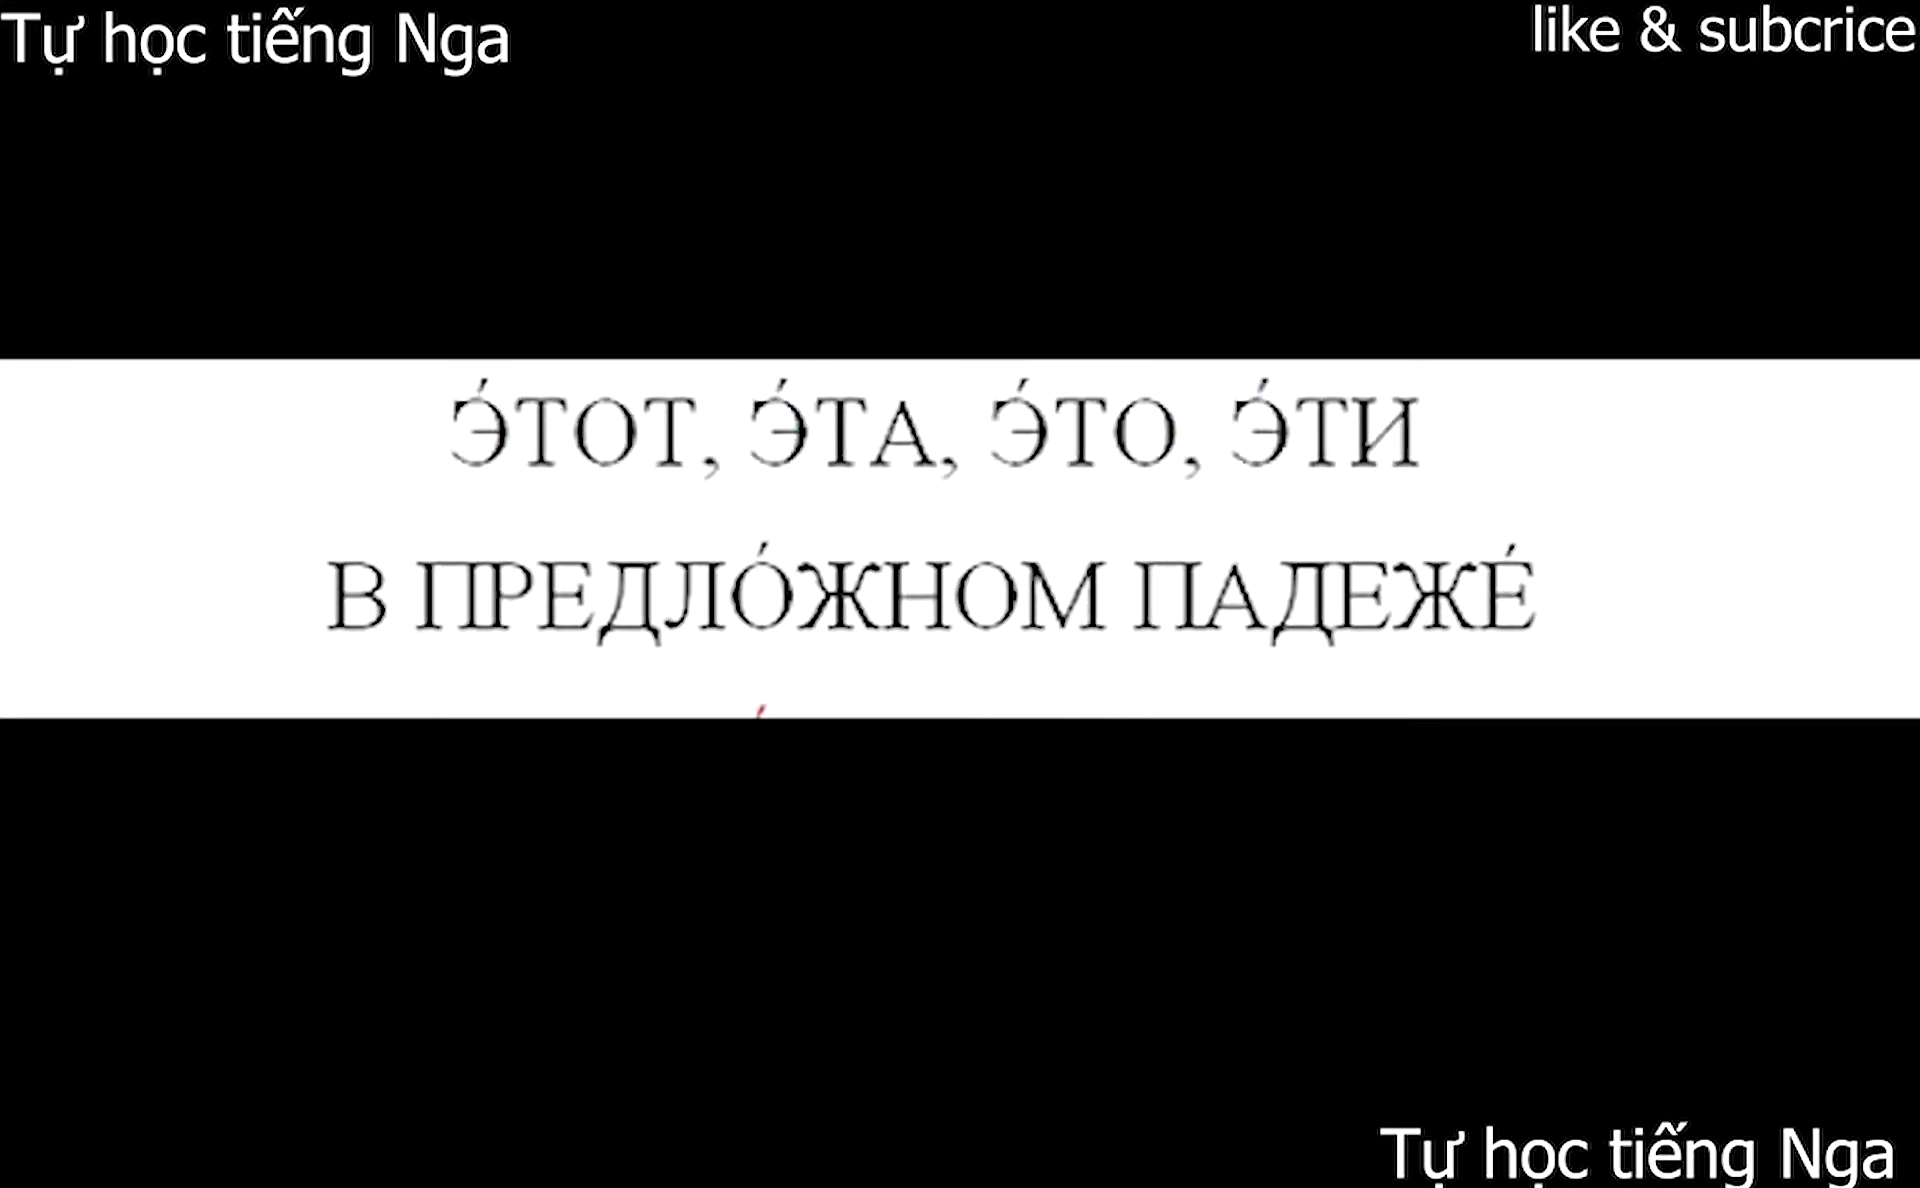 Tự học tiếng Nga
like & subcrice
Э́ТОТ, Э́ТА, Э́ТО, Э́ТИ
В ПРЕДЛО́ЖНОМ ПАДЕЖЕ́
Tự học tiếng Nga